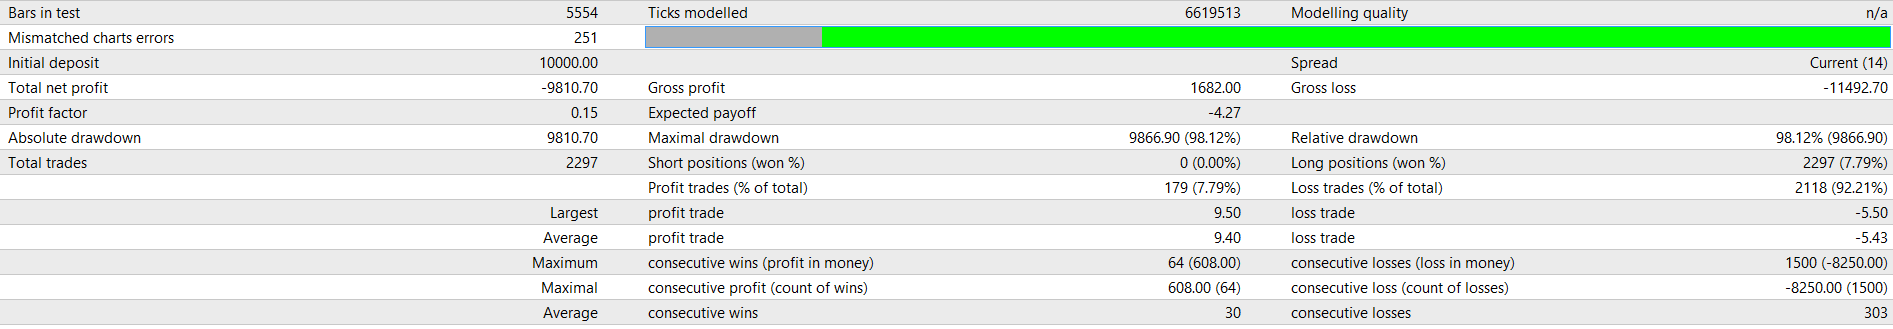 Bars in test 5554 Ticks modelled 6619513 Modelling quality n/a
Mismatched charts errors 251
Initial deposit 10000.00 Spread Current (14)
Total net profit -9810.70 Gross profit 1682.00 Gross loss -11492.70
Profit factor 0.15 Expected payoff -4.27
Absolute drawdown 9810.70 Maximal drawdown 9866.90 (98.12%) Relative drawdown 98.12% (9866.90)
Total trades 2297 Short positions (won %) 0 (0.00%) Long positions (won %) 2297 (7.79%)
Profit trades (% of total) 179 (7.79%) Loss trades (% of total) 2118 (92.21%)
Largest profit trade 9.50 loss trade -5.50
Average profit trade 9.40 loss trade -5.43
Maximum consecutive wins (profit in money) 64 (608.00) consecutive losses (loss in money) 1500 (-8250.00)
Maximal consecutive profit (count of wins) 608.00 (64) consecutive loss (count of losses) -8250.00 (1500)
Average consecutive wins 30 consecutive losses 303